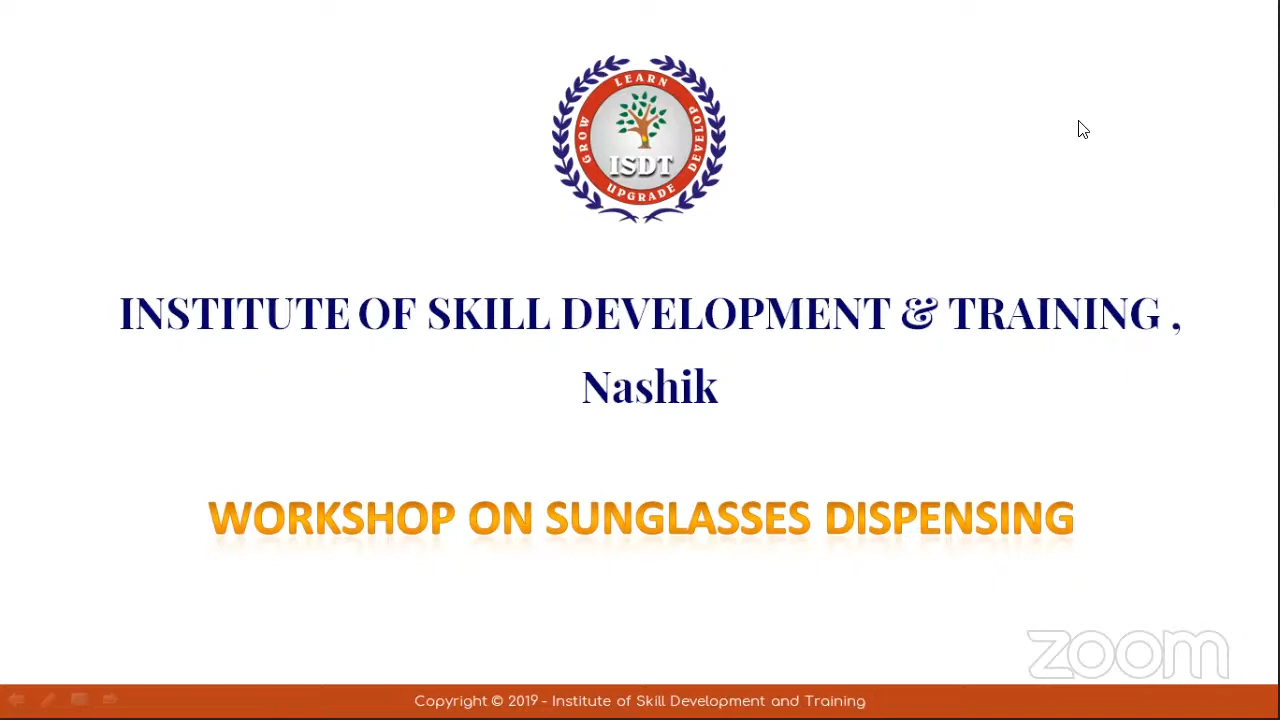 LEARN
GROW
DEVELOP
ISDT
UPGRADE
INSTITUTE OF SKILL DEVELOPMENT & TRAINING ,
Nashik
WORKSHOP ON SUNGLASSES DISPENSING
zoom
Copyright © 2019 - Institute of Skill Development and Training